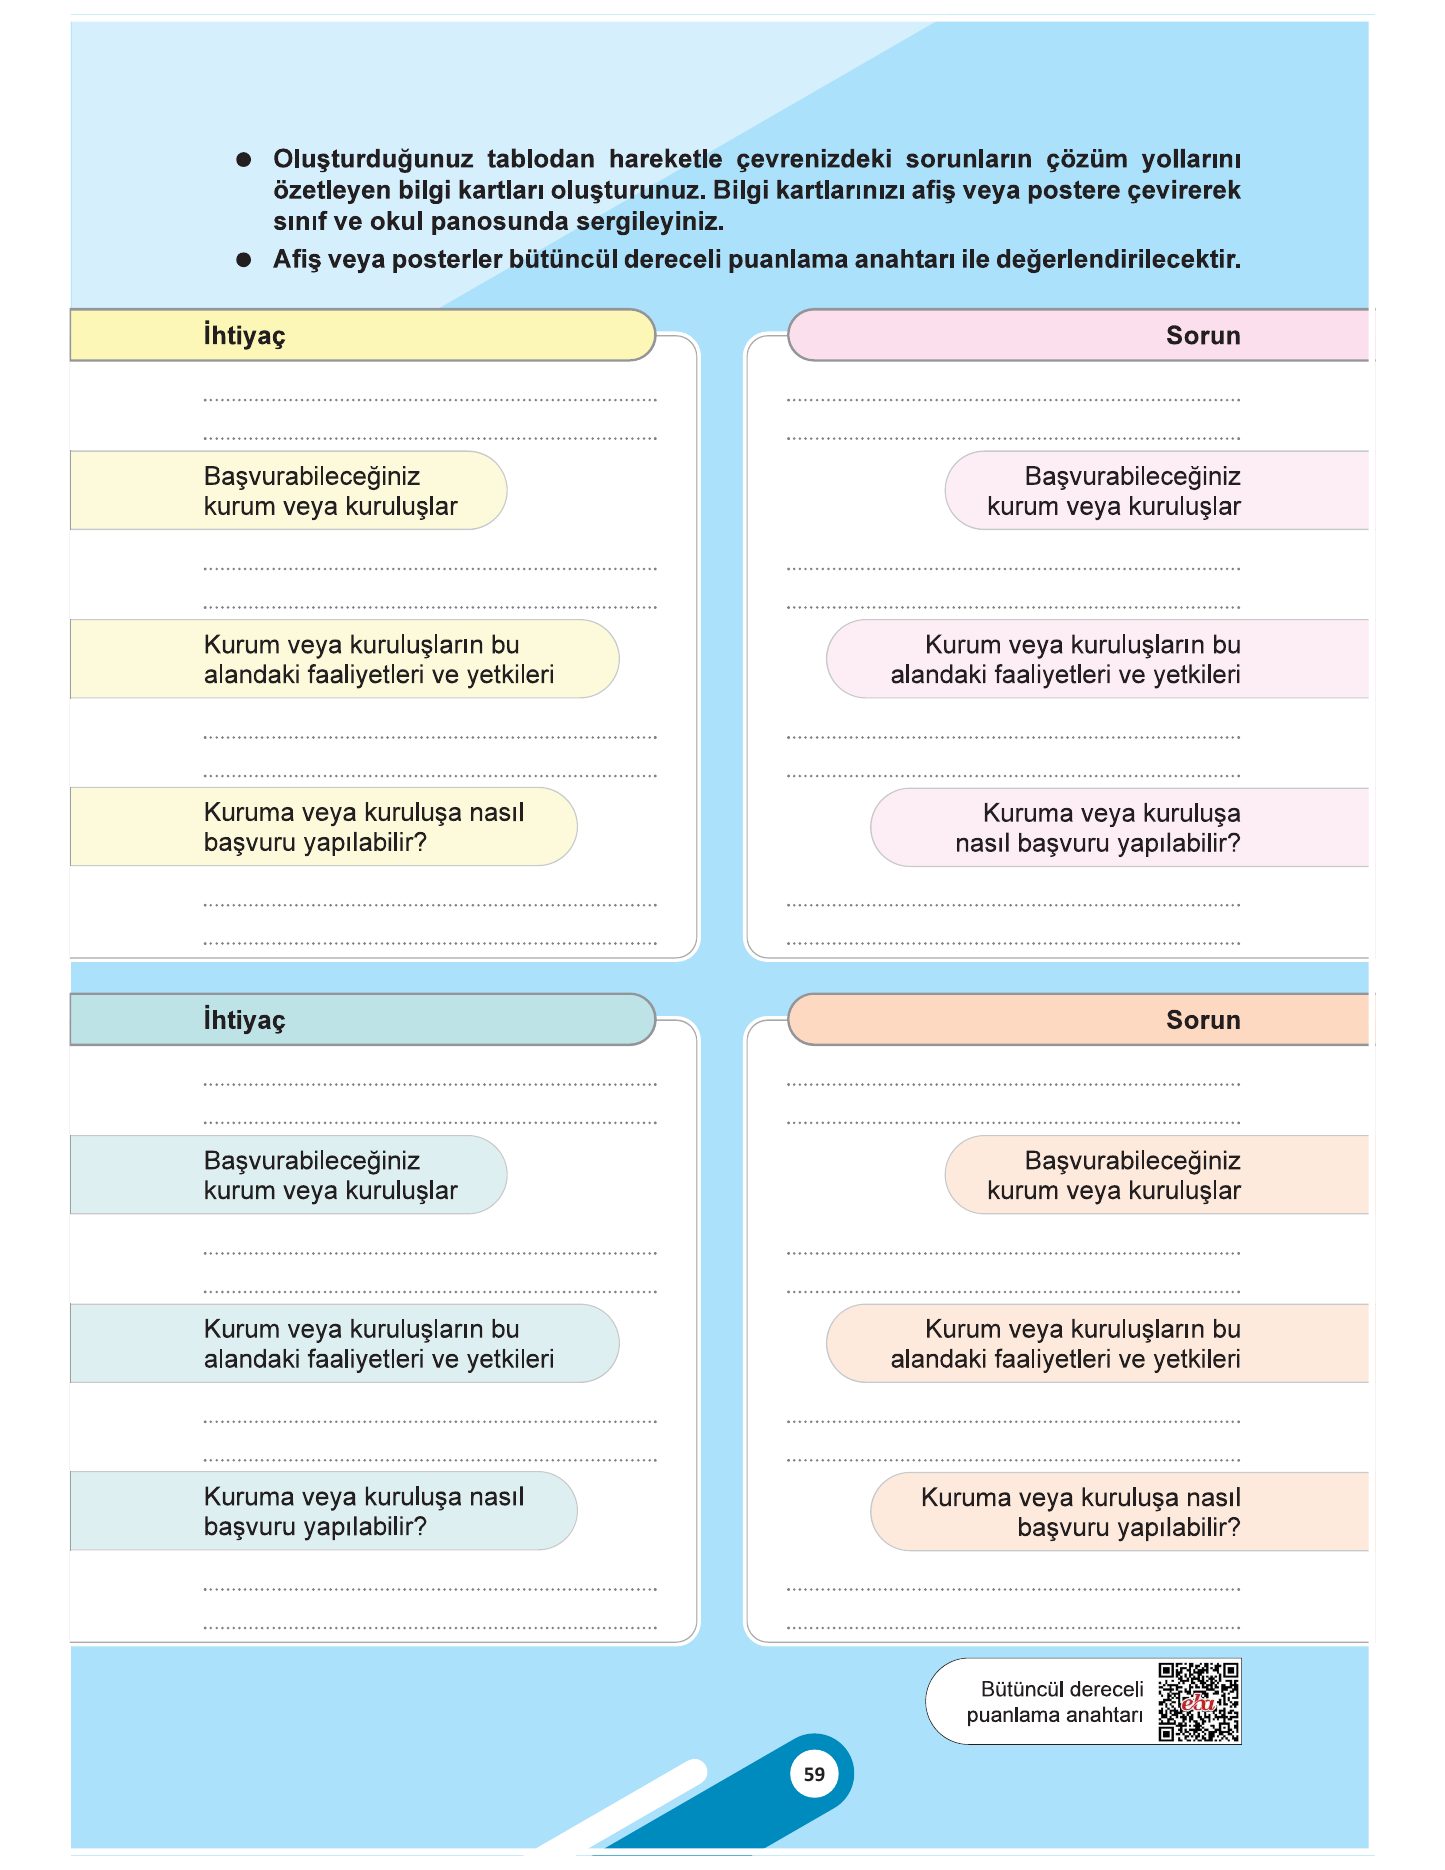 ● Oluşturduğunuz tablodan hareketle çevrenizdeki sorunların çözüm yollarını
özetleyen bilgi kartları oluşturunuz. Bilgi kartlarınızı afiş veya postere çevirerek
sınıf ve okul panosunda sergileyiniz.
● Afiş veya posterler bütüncül dereceli puanlama anahtarı ile değerlendirilecektir.
İhtiyaç
Başvurabileceğiniz
kurum veya kuruluşlar
Kurum veya kuruluşların bu
alandaki faaliyetleri ve yetkileri
Kuruma veya kuruluşa nasıl
başvuru yapılabilir?
Sorun
Başvurabileceğiniz
kurum veya kuruluşlar
Kurum veya kuruluşların bu
alandaki faaliyetleri ve yetkileri
Kuruma veya kuruluşa
nasıl başvuru yapılabilir?
İhtiyaç
Başvurabileceğiniz
kurum veya kuruluşlar
Kurum veya kuruluşların bu
alandaki faaliyetleri ve yetkileri
Kuruma veya kuruluşa nasıl
başvuru yapılabilir?
Sorun
Başvurabileceğiniz
kurum veya kuruluşlar
Kurum veya kuruluşların bu
alandaki faaliyetleri ve yetkileri
Kuruma veya kuruluşa nasıl
başvuru yapılabilir?
Bütüncül dereceli
puanlama anahtarı
eba
59